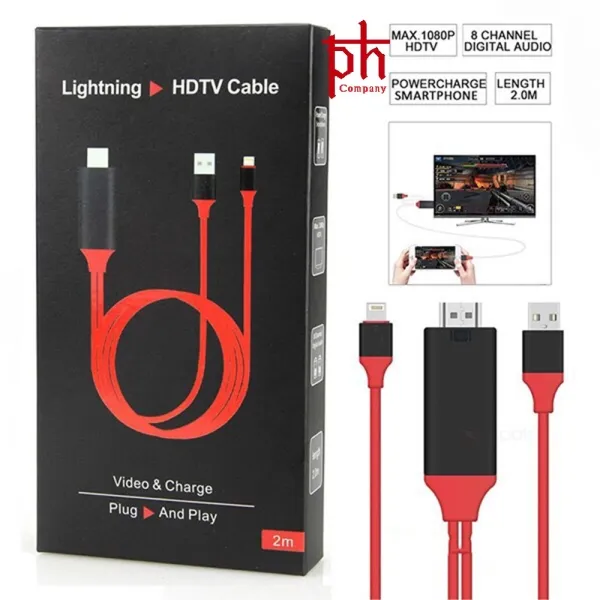 Lightning ▶ HDTV Cable
Video & Charge
Plug ▶ And Play
2m
ph
Company
MAX.1080P
HDTV
8 CHANNEL
DIGITAL AUDIO
POWERCHARGE
SMARTPHONE
LENGTH
2.0M